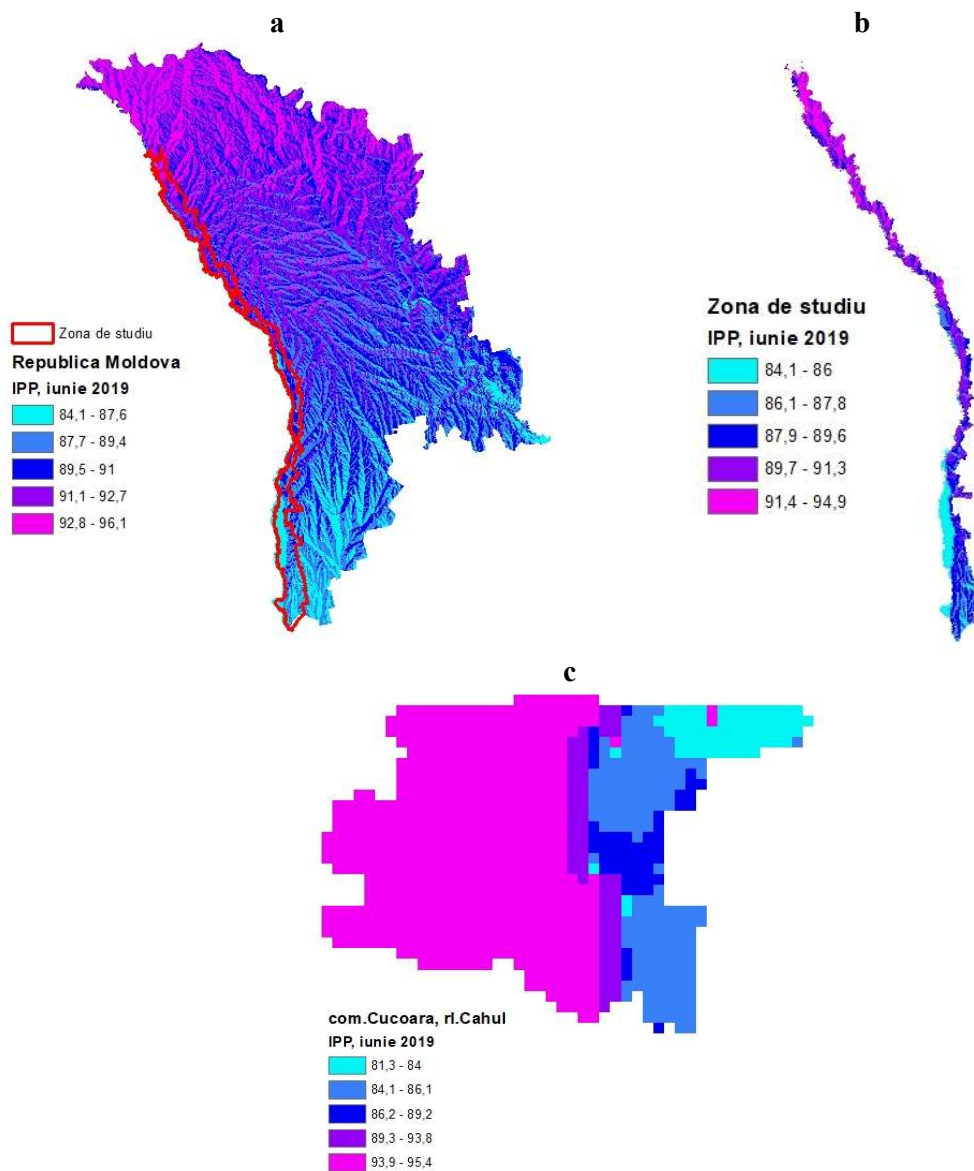 a
b
Zona de studiu
Republica Moldova
IPP, iunie 2019
84,1 - 87,6
87,7 - 89,4
89,5 - 91
91,1 - 92,7
92,8 - 96,1
Zona de studiu
IPP, iunie 2019
84,1 - 86
86,1 - 87,8
87,9 - 89,6
89,7 - 91,3
91,4 - 94,9
c
com.Cucoara, rl.Cahul
IPP, iunie 2019
81,3 - 84
84,1 - 86,1
86,2 - 89,2
89,3 - 93,8
93,9 - 95,4